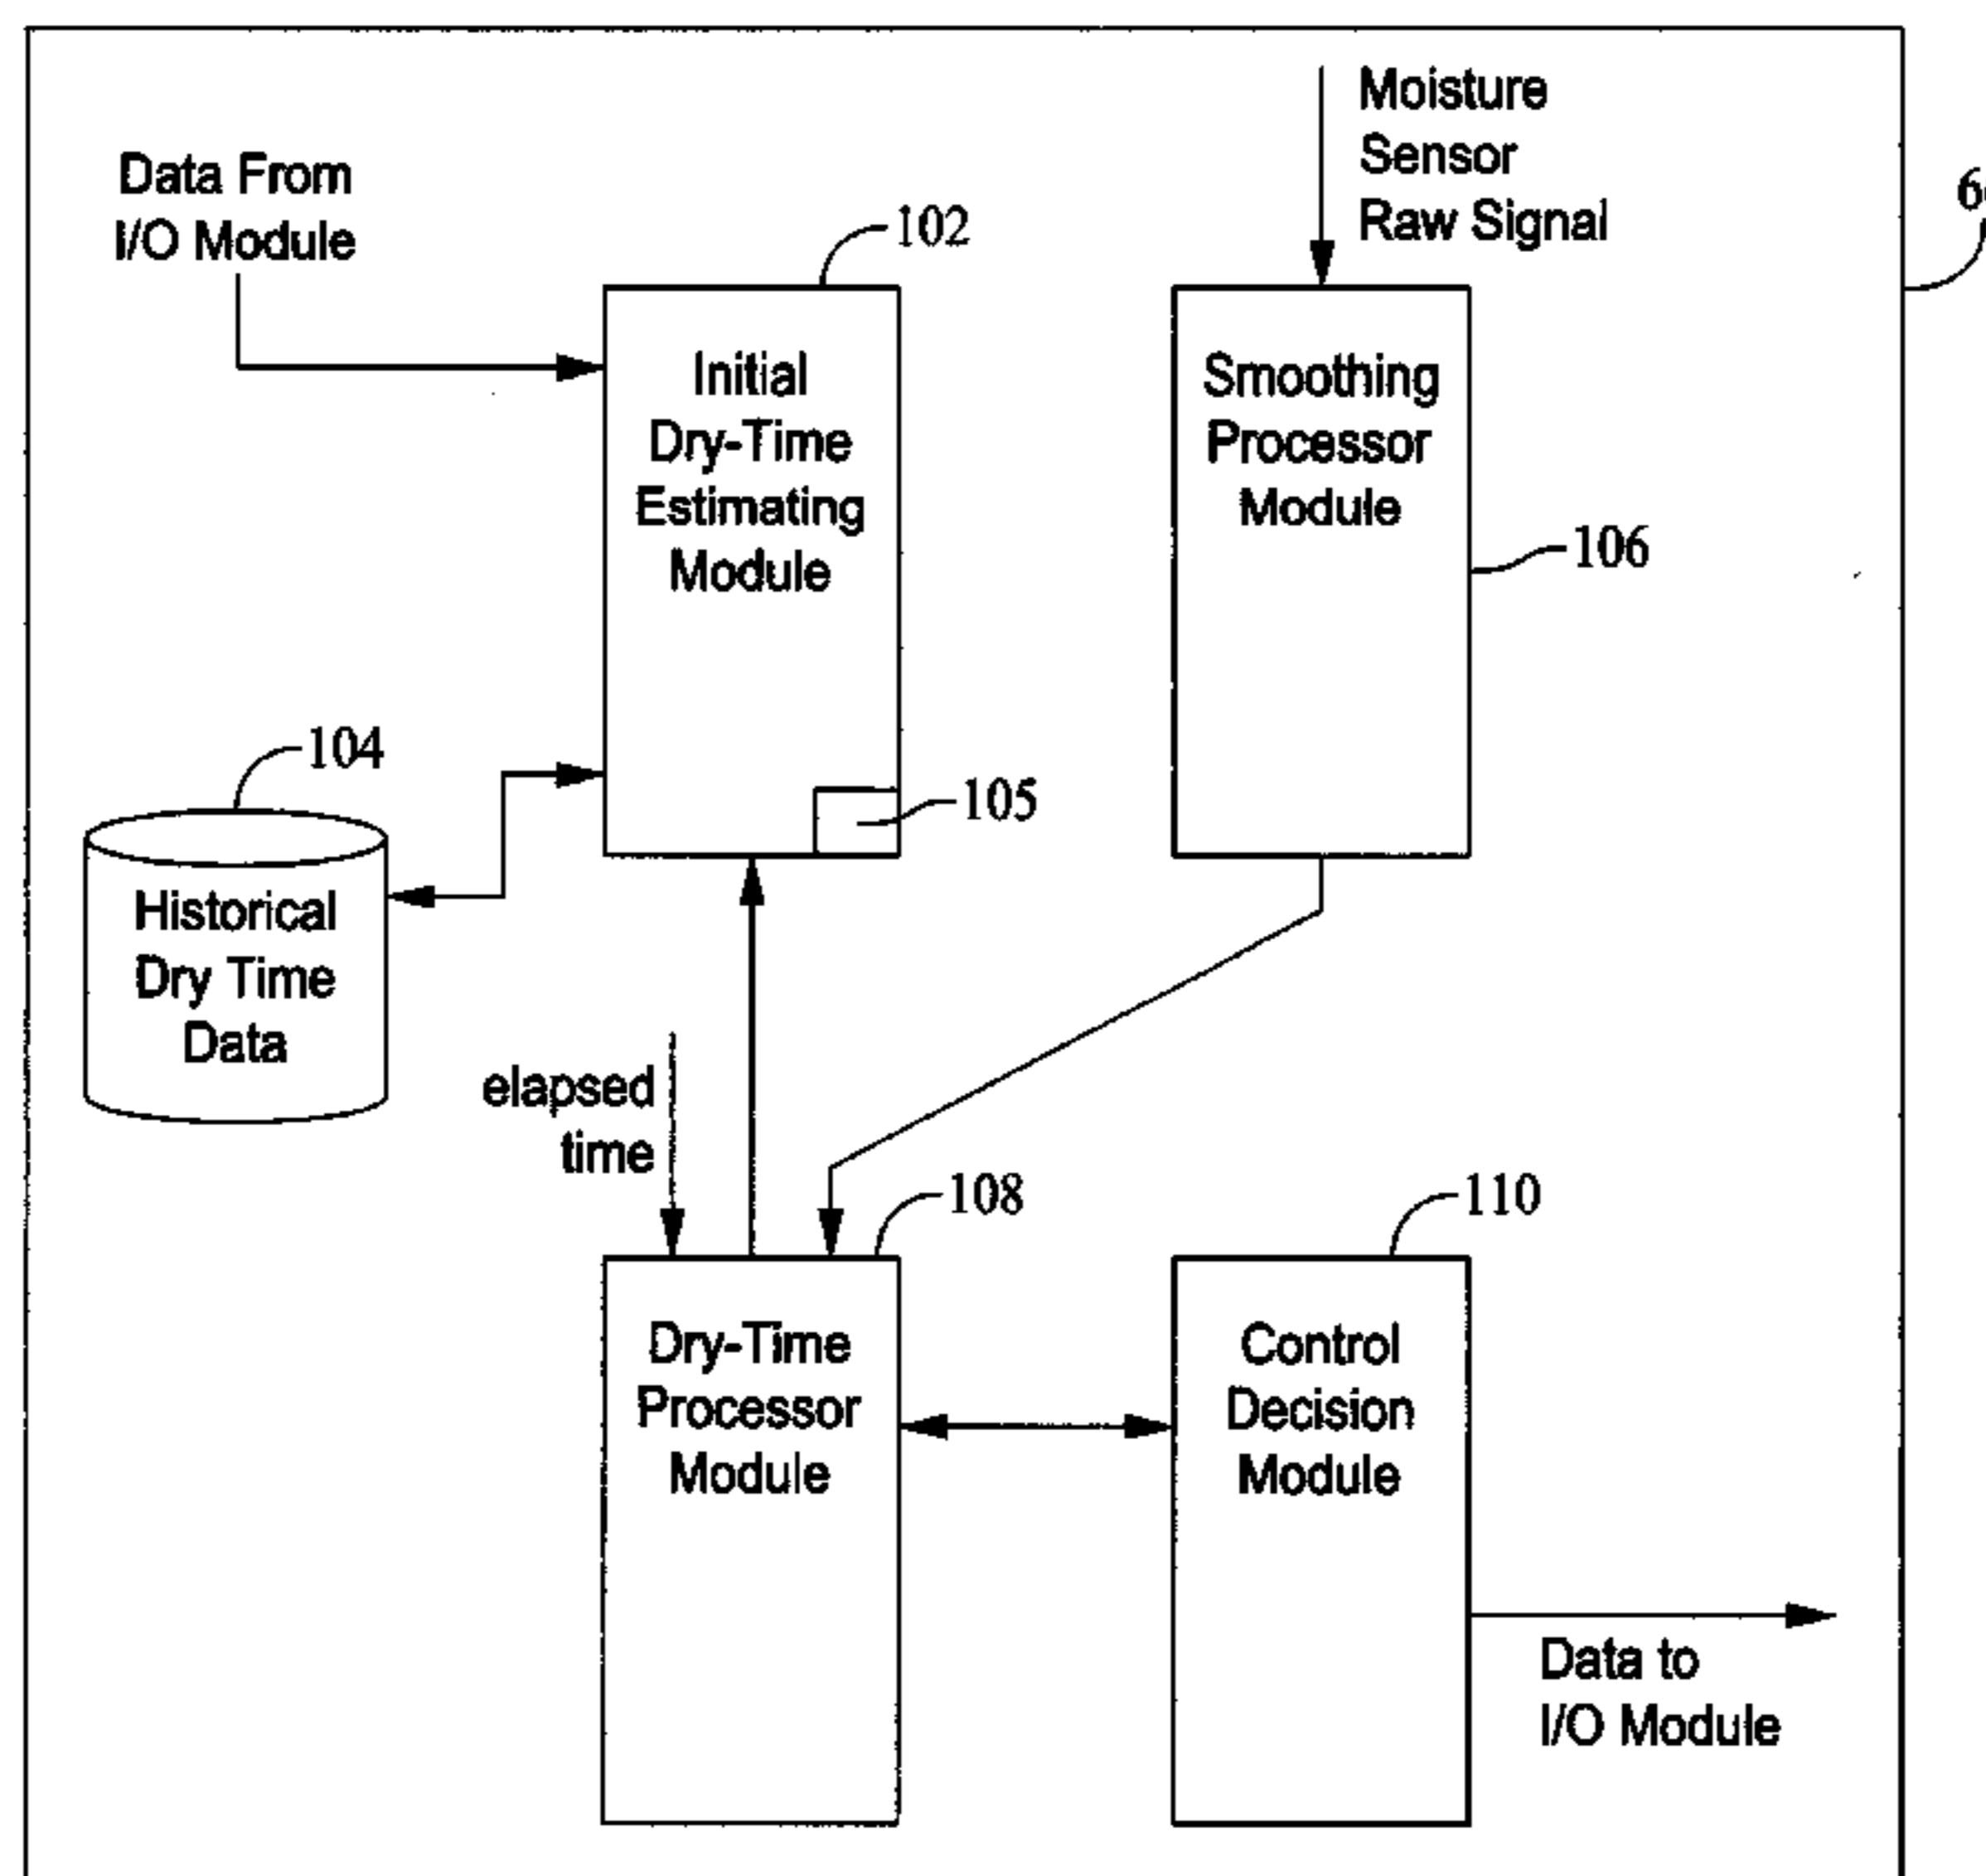 Data From
I/O Module
Moisture
Sensor
Raw Signal
102
Initial
Dry-Time
Estimating
Module
Smoothing
Processor
Module
106
104
105
Historical
Dry Time
Data
elapsed
time
108
110
Dry-Time
Processor
Module
Control
Decision
Module
Data to
I/O Module